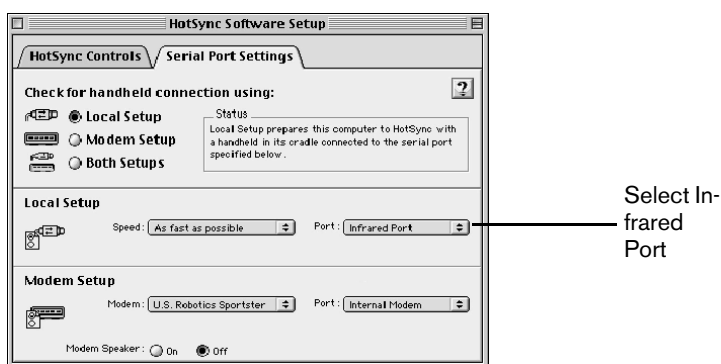 HotSync Software Setup
HotSync Controls
Serial Port Settings
Check for handheld connection using:
?
Local Setup
Modem Setup
Both Setups
Status
Local Setup prepares this computer to HotSync with
a handheld in its cradle connected to the serial port
specified below.
Local Setup
Speed: As fast as possible
Port: Infrared Port
Select In-
frared
Port
Modem Setup
Modem: U.S. Robotics Sportster
Port: Internal Modem
Modem Speaker: On Off